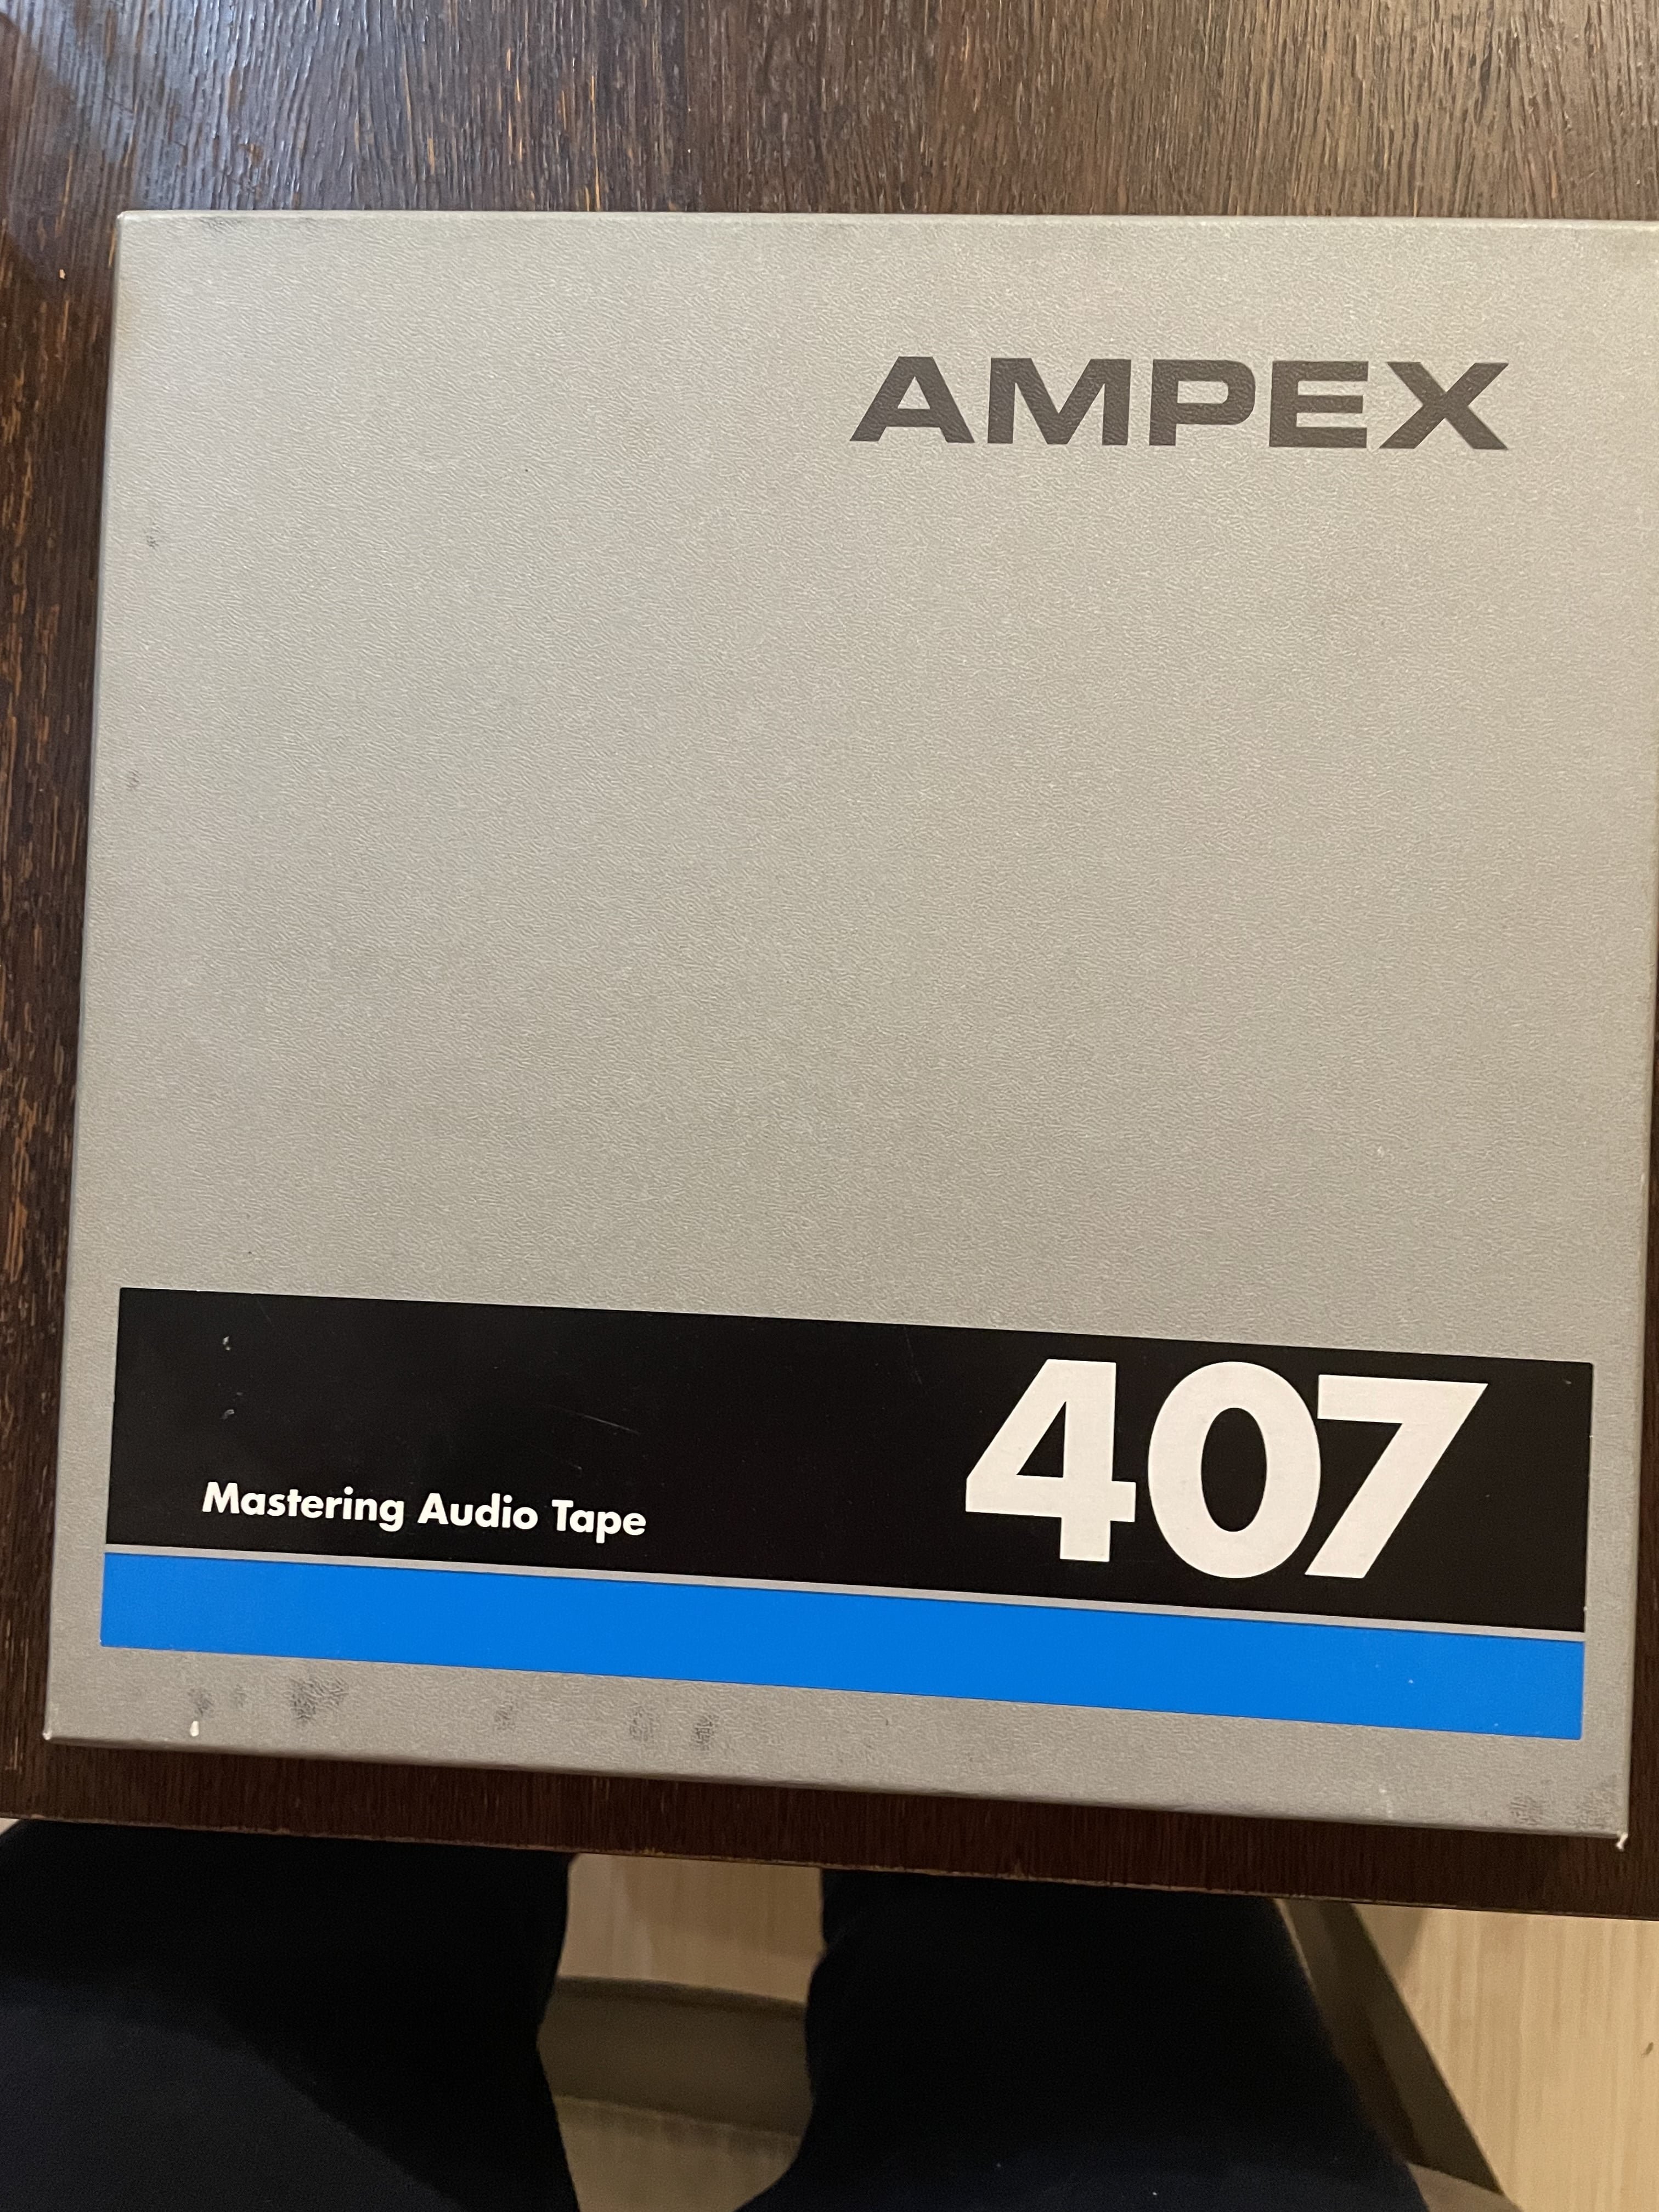 AMPEX
407
Mastering Audio Tape